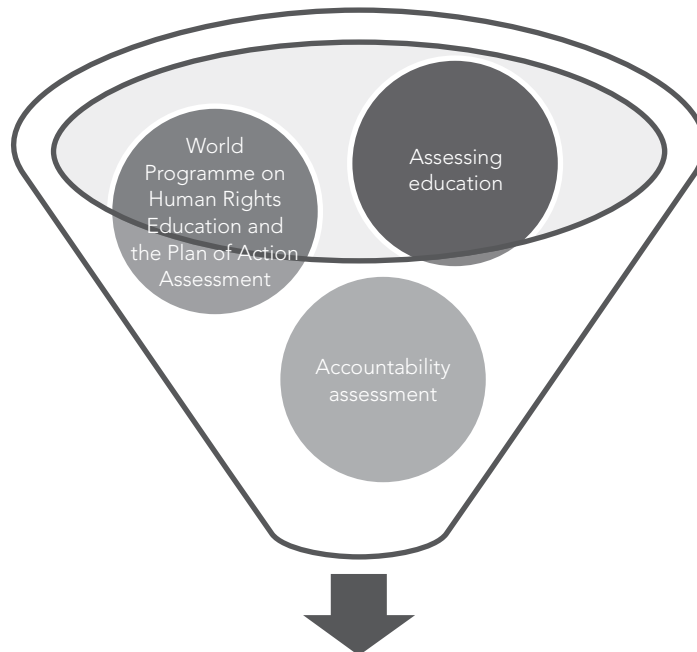 World
Programme on
Human Rights
Education and
the Plan of Action
Assessment
Assessing
education
Accountability
assessment